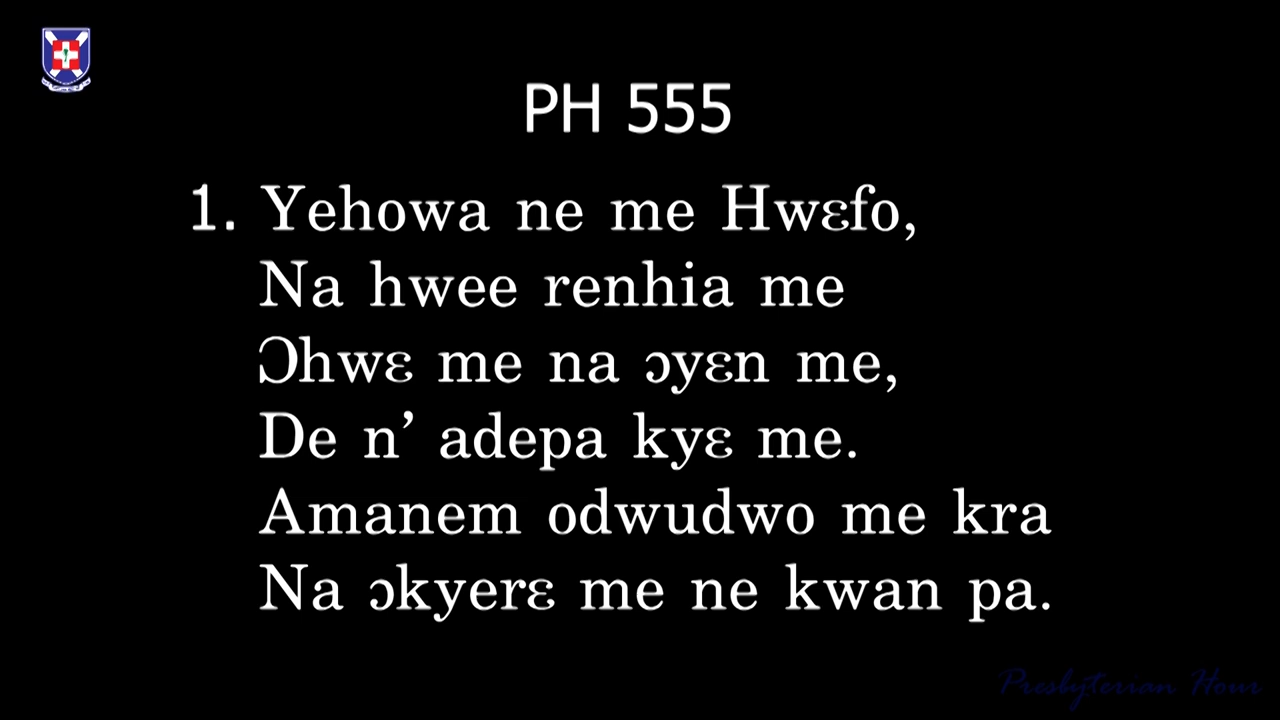 PH 555
1. Yehowa ne me Hwɛfo,
Na hwee renhia me
Ɔhwɛ me na ɔyɛn me,
De n’ adepa kyɛ me.
Amanem odwudwo me kra
Na ɔkyerɛ me ne kwan pa.
Presbyterian Hour